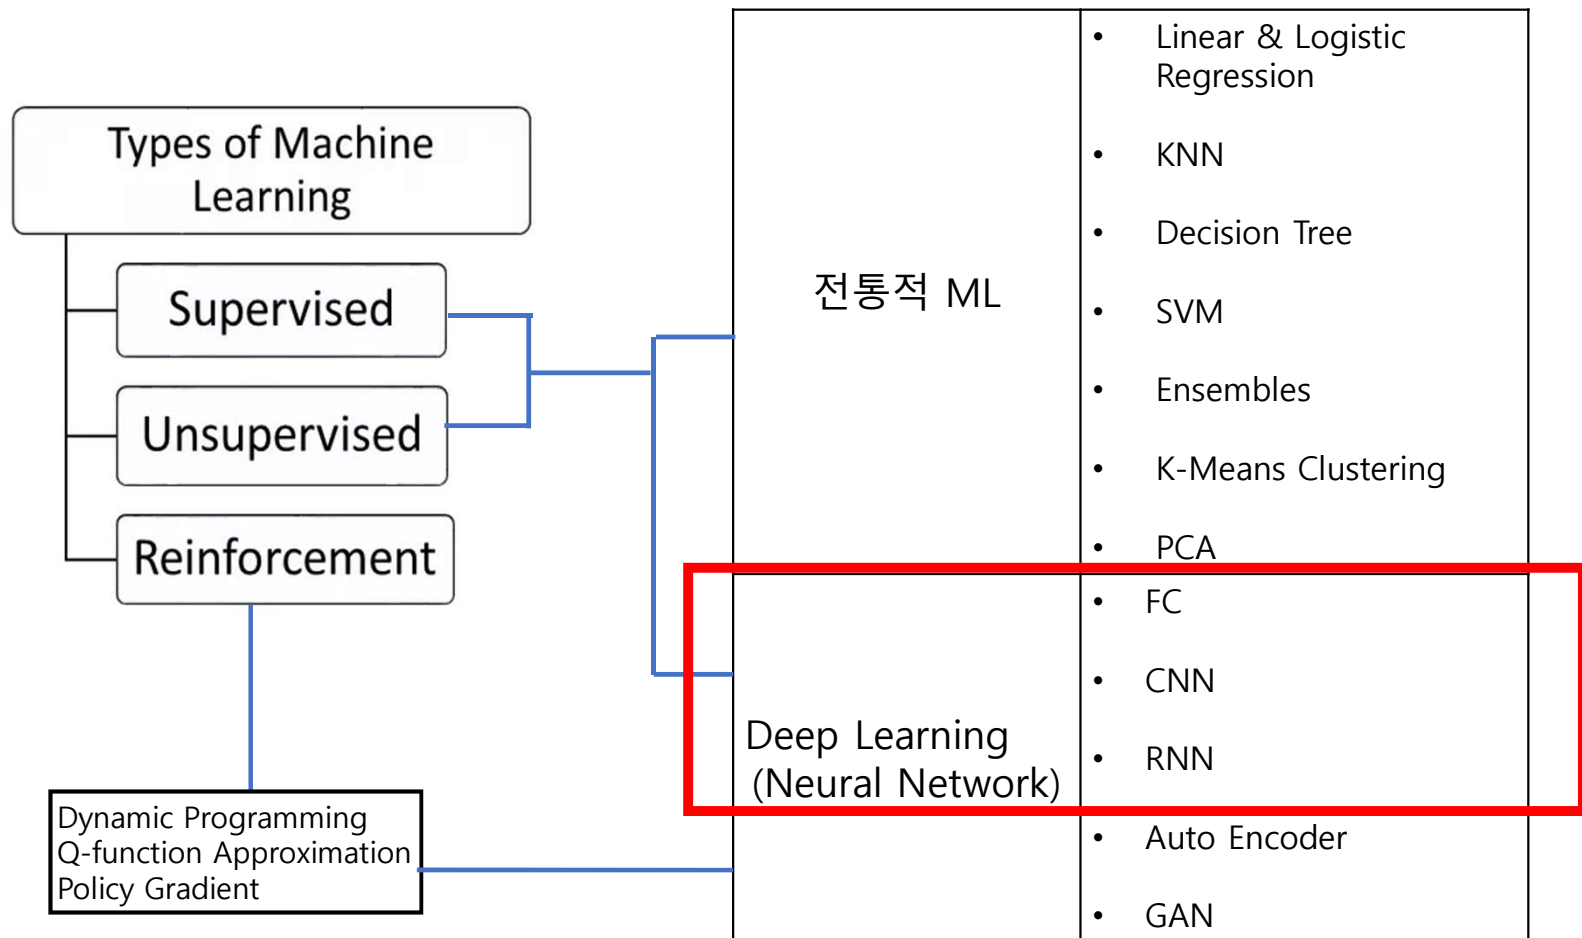 Types of Machine
Learning
Supervised
Unsupervised
Reinforcement
Dynamic Programming
Q-function Approximation
Policy Gradient
전통적 ML
• Linear & Logistic
Regression
• KNN
• Decision Tree
• SVM
• Ensembles
• K-Means Clustering
• PCA
Deep Learning
(Neural Network)
• FC
• CNN
• RNN
• Auto Encoder
• GAN